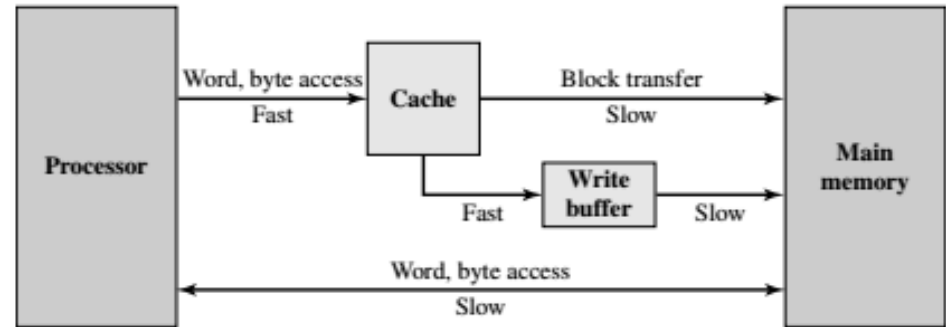 Word, byte access
Fast
Cache
Block transfer
Slow
Processor
Main
memory
Fast
Write
buffer
Slow
Word, byte access
Slow